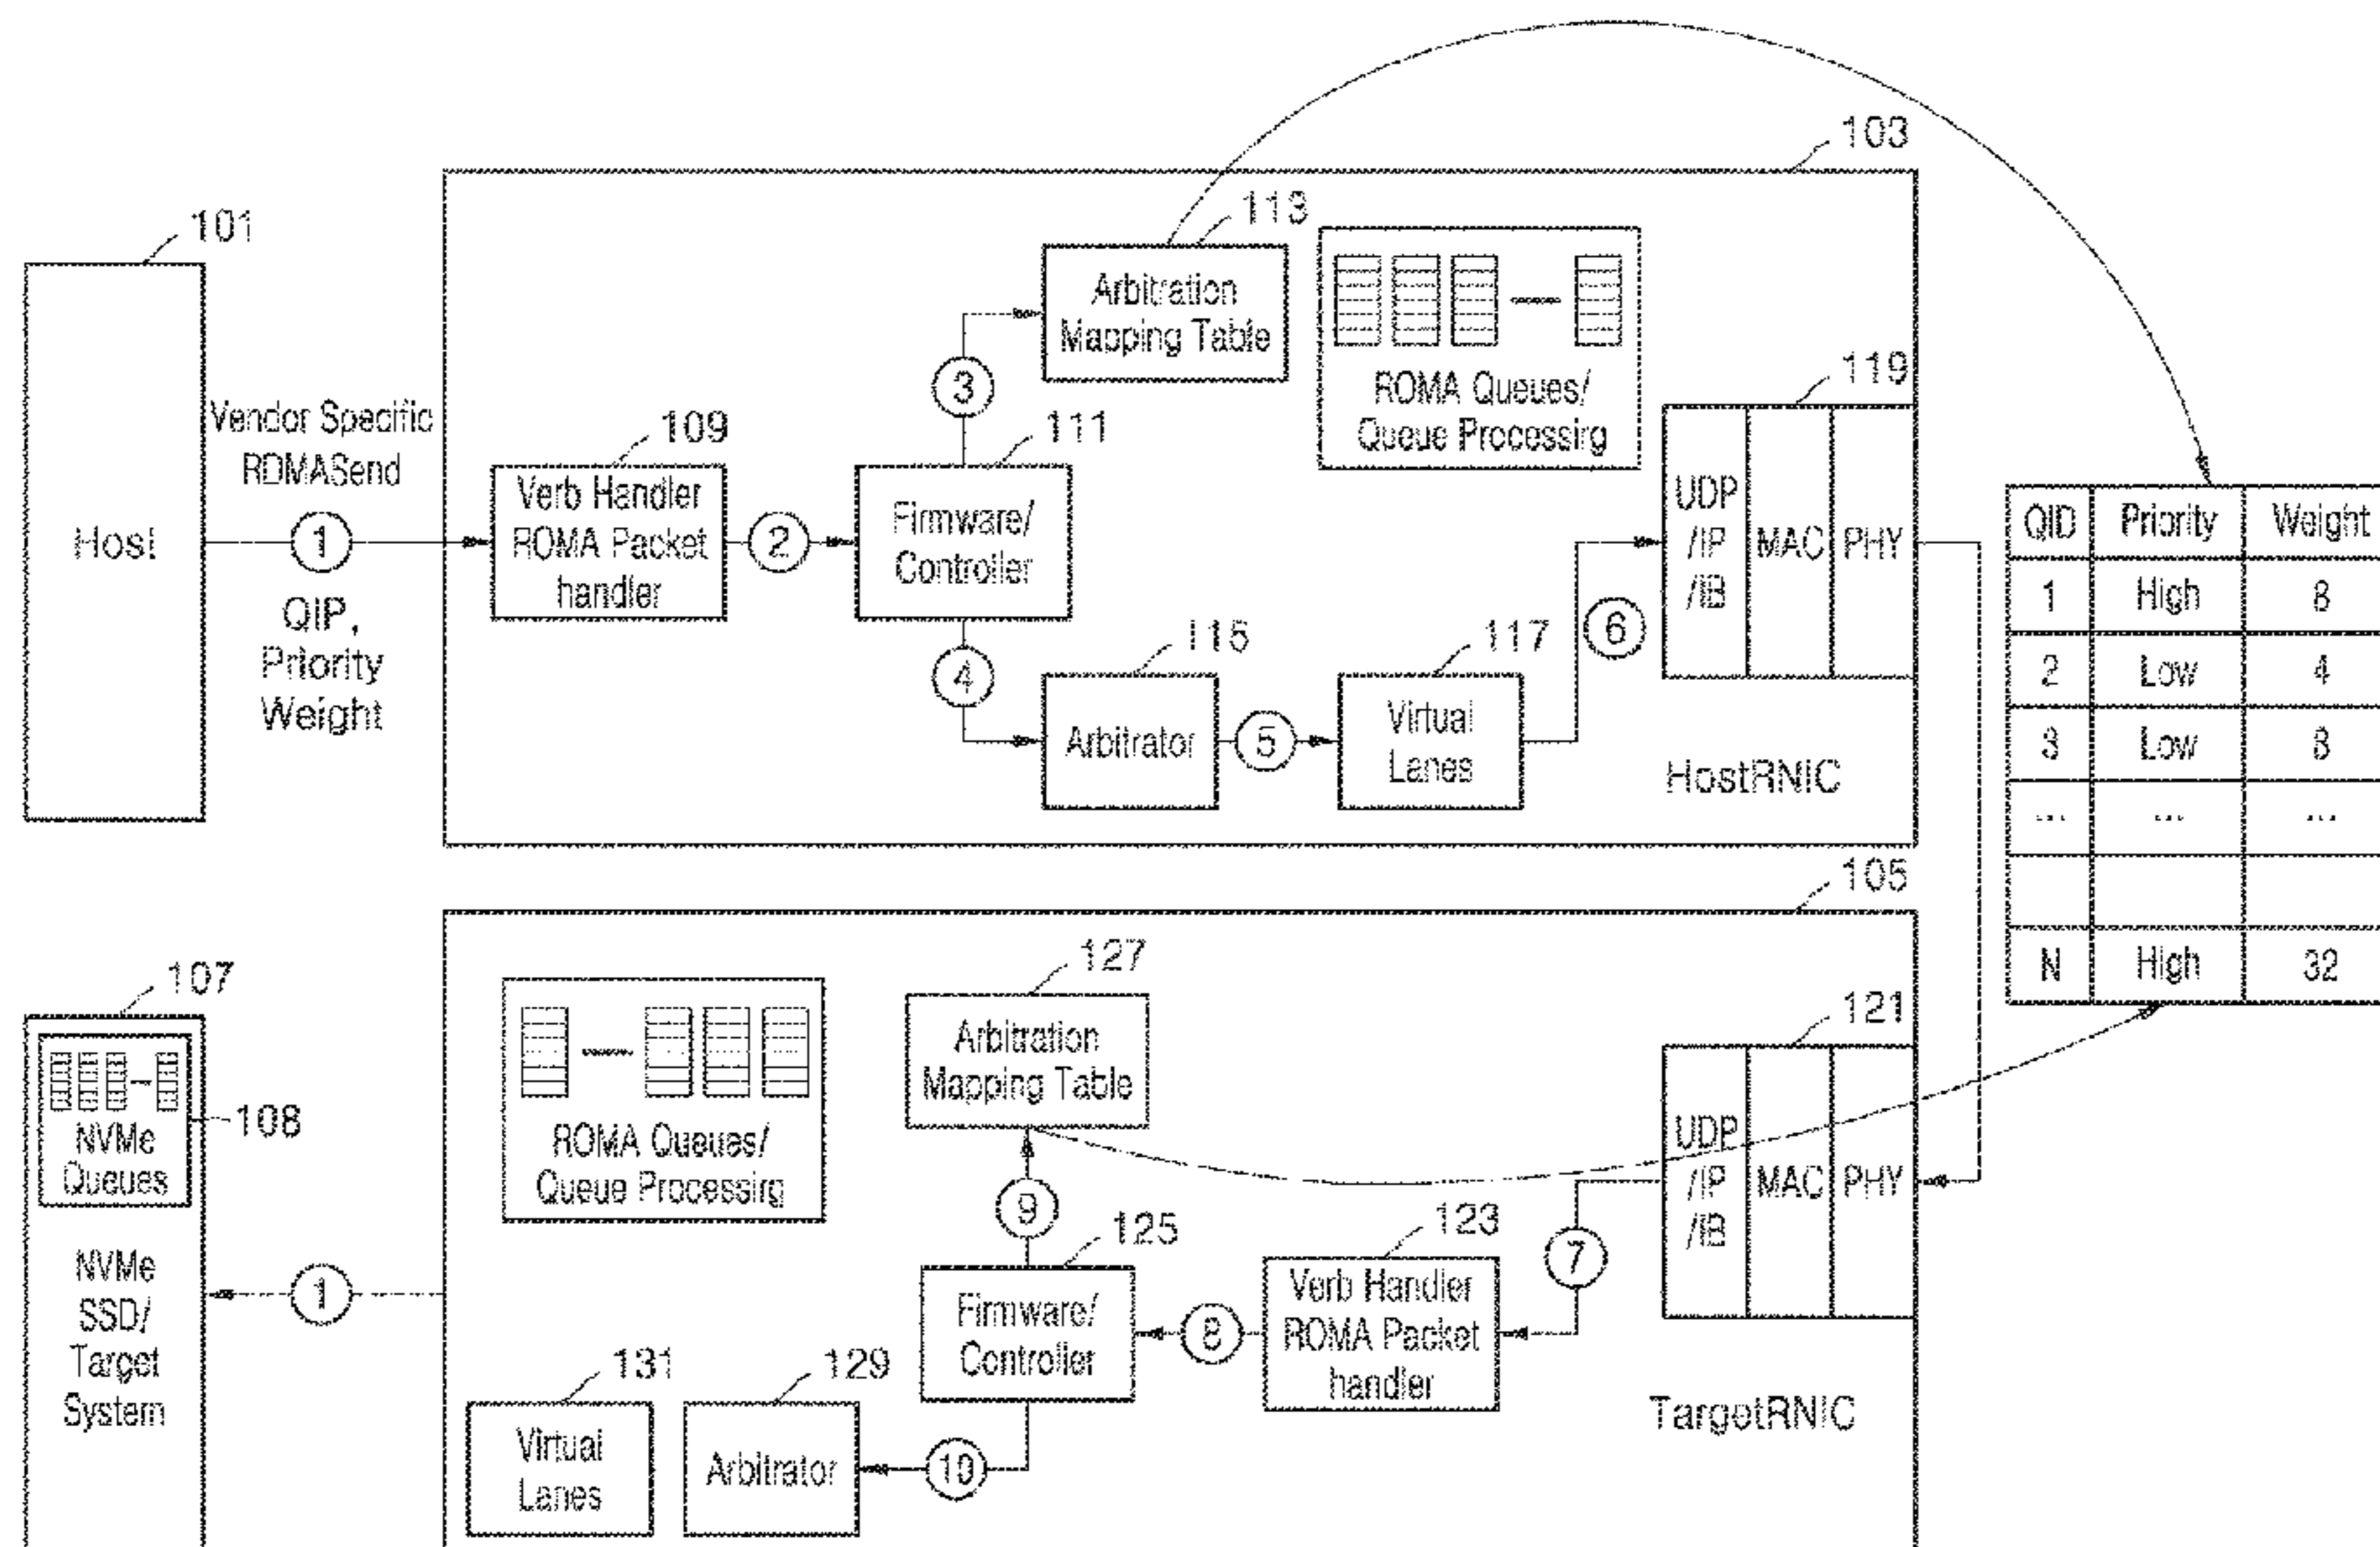 103
101
113
Arbitration
Mapping Table
ROMA Queues/
Queue Processirg
119
Vendor Specific
RDMASend
109
111
Host
1
Verb Handler
ROMA Packet
handler
2
Firmware/
Controller
3
UDP
/IP
/IB
MAC
PHY
QIP,
Priority
Weight
4
115
117
6
Arbitrator
5
Virtual
Lanes
HostRNIC
QID Priority Weight
1 High 8
2 Low 4
3 Low 8
... ... ...
N High 32
105
107
127
121
NVMe
Queues
108
ROMA Queues/
Queue Processirg
Arbitration
Mapping Table
UDP
/IP
/IB
MAC
PHY
9
125
123
7
NVMe
SSD/
Target
System
1
Firmware/
Controller
8
Verb Handler
ROMA Packet
handler
131
129
Virtual
Lanes
Arbitrator
10
TargetRNIC